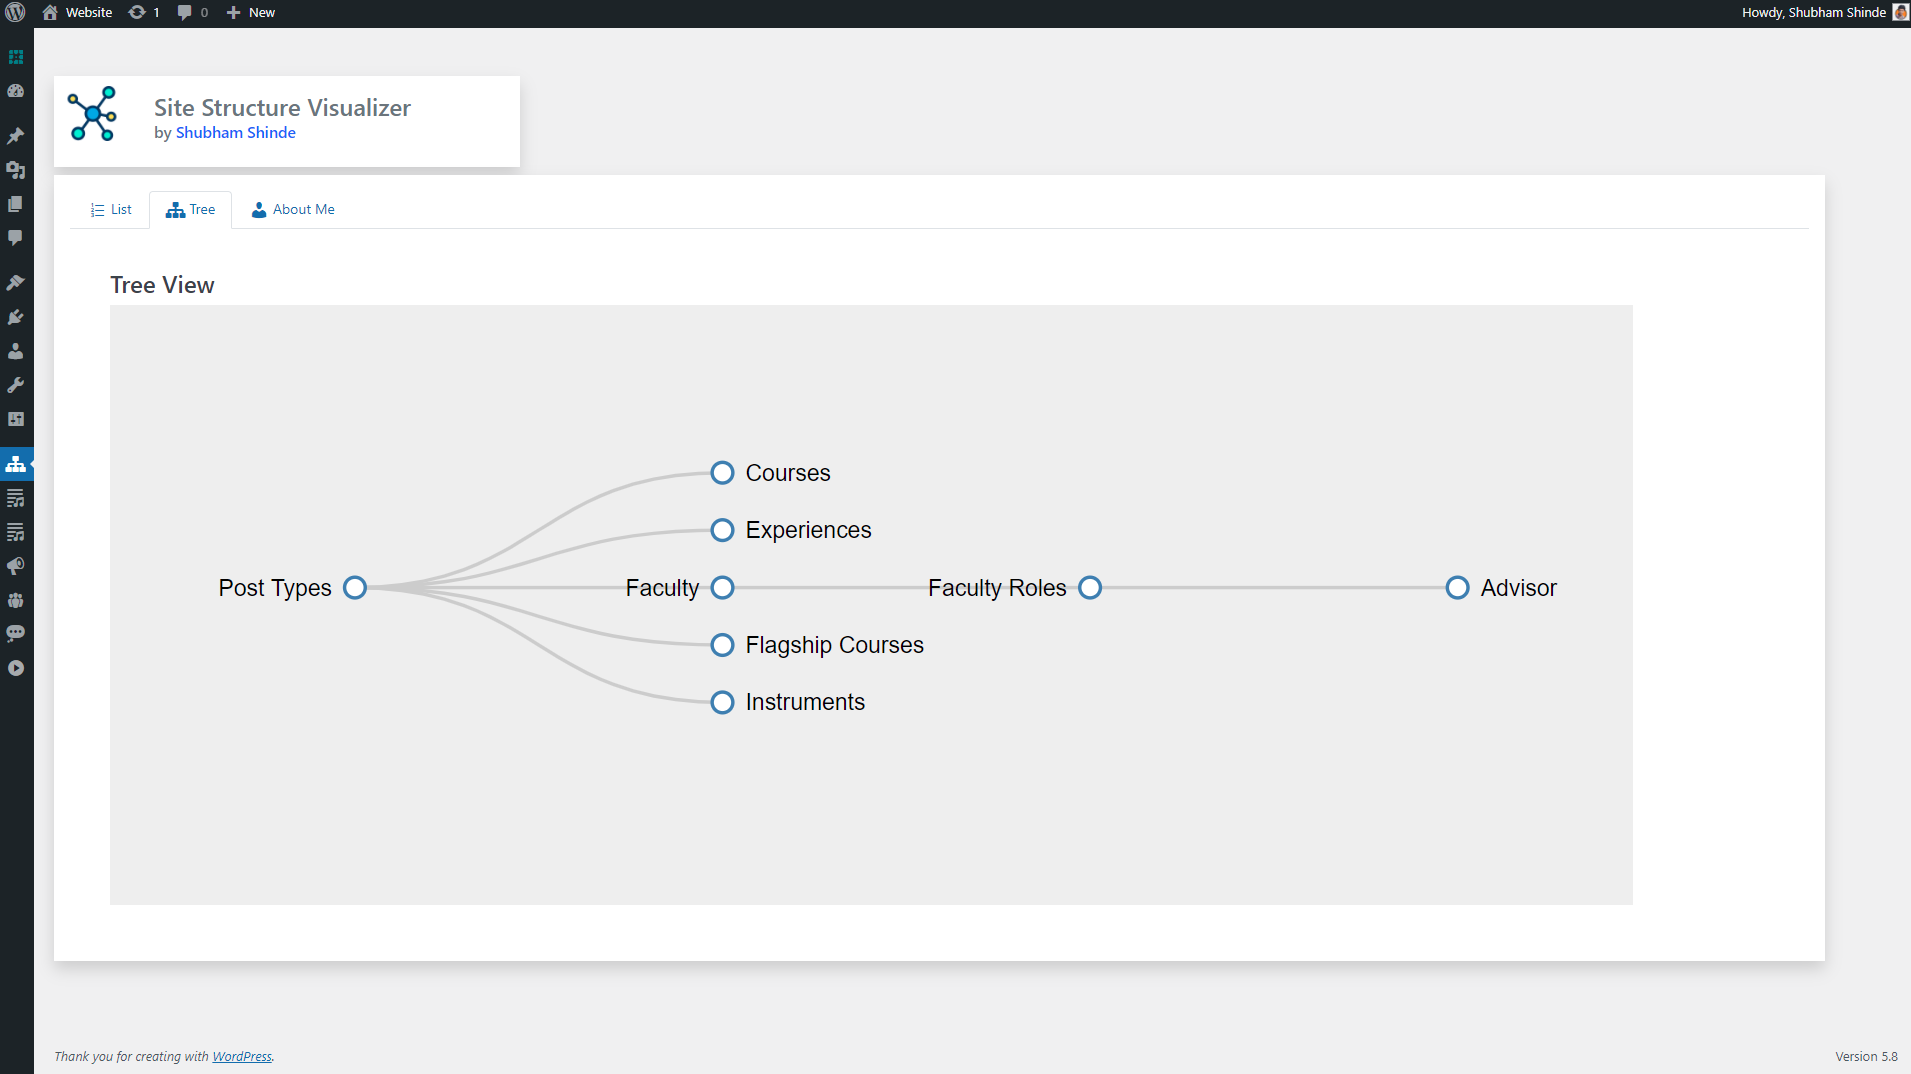 Website 1 0 New Howdy, Shubham Shinde
Site Structure Visualizer
by Shubham Shinde
List Tree About Me
Tree View
Courses
Experiences
Post Types Faculty Faculty Roles Advisor
Flagship Courses
Instruments
Thank you for creating with WordPress. Version 5.8